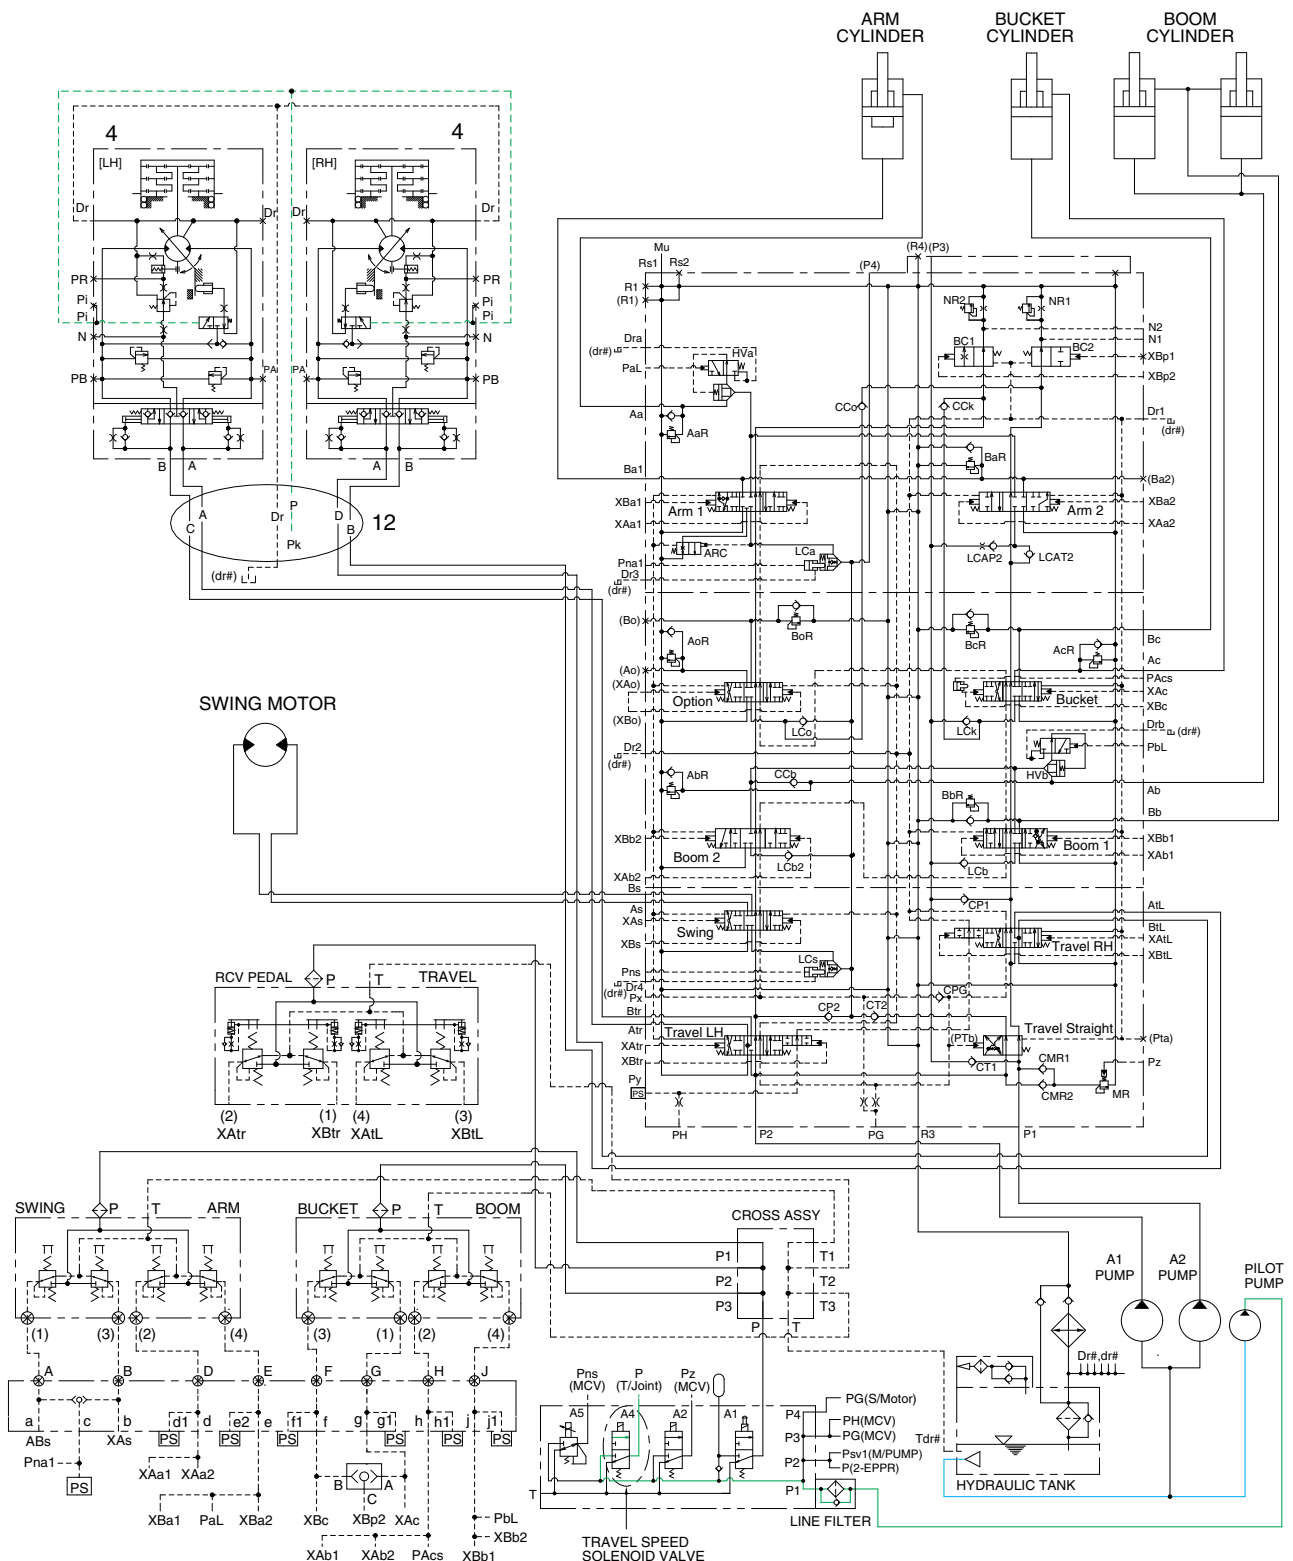 ARM
CYLINDER
BUCKET
CYLINDER
BOOM
CYLINDER
4
4
[LH]
[RH]
Dr
Dr
Dr
Dr
PR
PR
Pi
Pi
Pi
Pi
N
N
PB
PA
PA
PB
B
A
A
B
C
A
Dr
P
D
B
12
Pk
(dr#)
Mu
(R4)
(P3)
Rs1
Rs2
(P4)
R1
(R1)
NR2
NR1
N2
N1
Dra
(dr#)
HVa
BC1
BC2
XBp1
PaL
XBp2
CCo
CCk
Aa
AaR
Dr1
(dr#)
BaR
Ba1
(Ba2)
XBa1
Arm 1
Arm 2
XBa2
XAa1
XAa2
ARC
LCa
LCAP2
LCAT2
Pna1
Dr3
(dr#)
(Bo)
AoR
BoR
BcR
AcR
Bc
Ac
(Ao)
(XAo)
PAcs
XAc
Option
Bucket
XBc
(XBo)
LCo
LCk
Drb
(dr#)
Dr2
(dr#)
PbL
AbR
CCb
HVb
BbR
Ab
Bb
XBb2
XBb1
Boom 2
Boom 1
XAb1
LCb2
LCb
XAb2
Bs
CP1
AtL
As
XAs
BtL
Swing
Travel RH
XAtL
XBs
XBtL
LCs
Pns
Dr4
(dr#)
Px
CPG
CP2
CT2
Btr
Atr
Travel LH
Travel Straight
(PTb)
(Pta)
XAtr
XBtr
CT1
CMR1
Pz
Py
PS
CMR2
MR
PH
P2
PG
R3
P1
SWING MOTOR
RCV PEDAL
P
T
TRAVEL
(2)
(1)
(4)
(3)
XAtr
XBtr
XAtL
XBtL
SWING
P
T
ARM
BUCKET
P
T
BOOM
(1)
(3)
(2)
(4)
(3)
(1)
(2)
(4)
A
B
D
E
F
G
H
J
a
c
b
d1
d
e2
e
f1
f
g
g1
h
h1
j
j1
ABs
XAs
PS
PS
PS
PS
PS
PS
Pna1
PS
XAa1
XAa2
B
A
C
XBa1
PaL
XBa2
XBc
XBp2
XAc
PbL
XBb2
XAb1
XAb2
PAcs
XBb1
CROSS ASSY
P1
T1
P2
T2
P3
T3
P
T
A1
PUMP
A2
PUMP
PILOT
PUMP
Dr#,dr#
Tdr#
HYDRAULIC TANK
Pns
(MCV)
P
(T/Joint)
Pz
(MCV)
A5
A4
A2
A1
P4
PG(S/Motor)
P3
PH(MCV)
PG(MCV)
P2
Psv1(M/PUMP)
P(2-EPPR)
T
P1
LINE FILTER
TRAVEL SPEED
SOLENOID VALVE